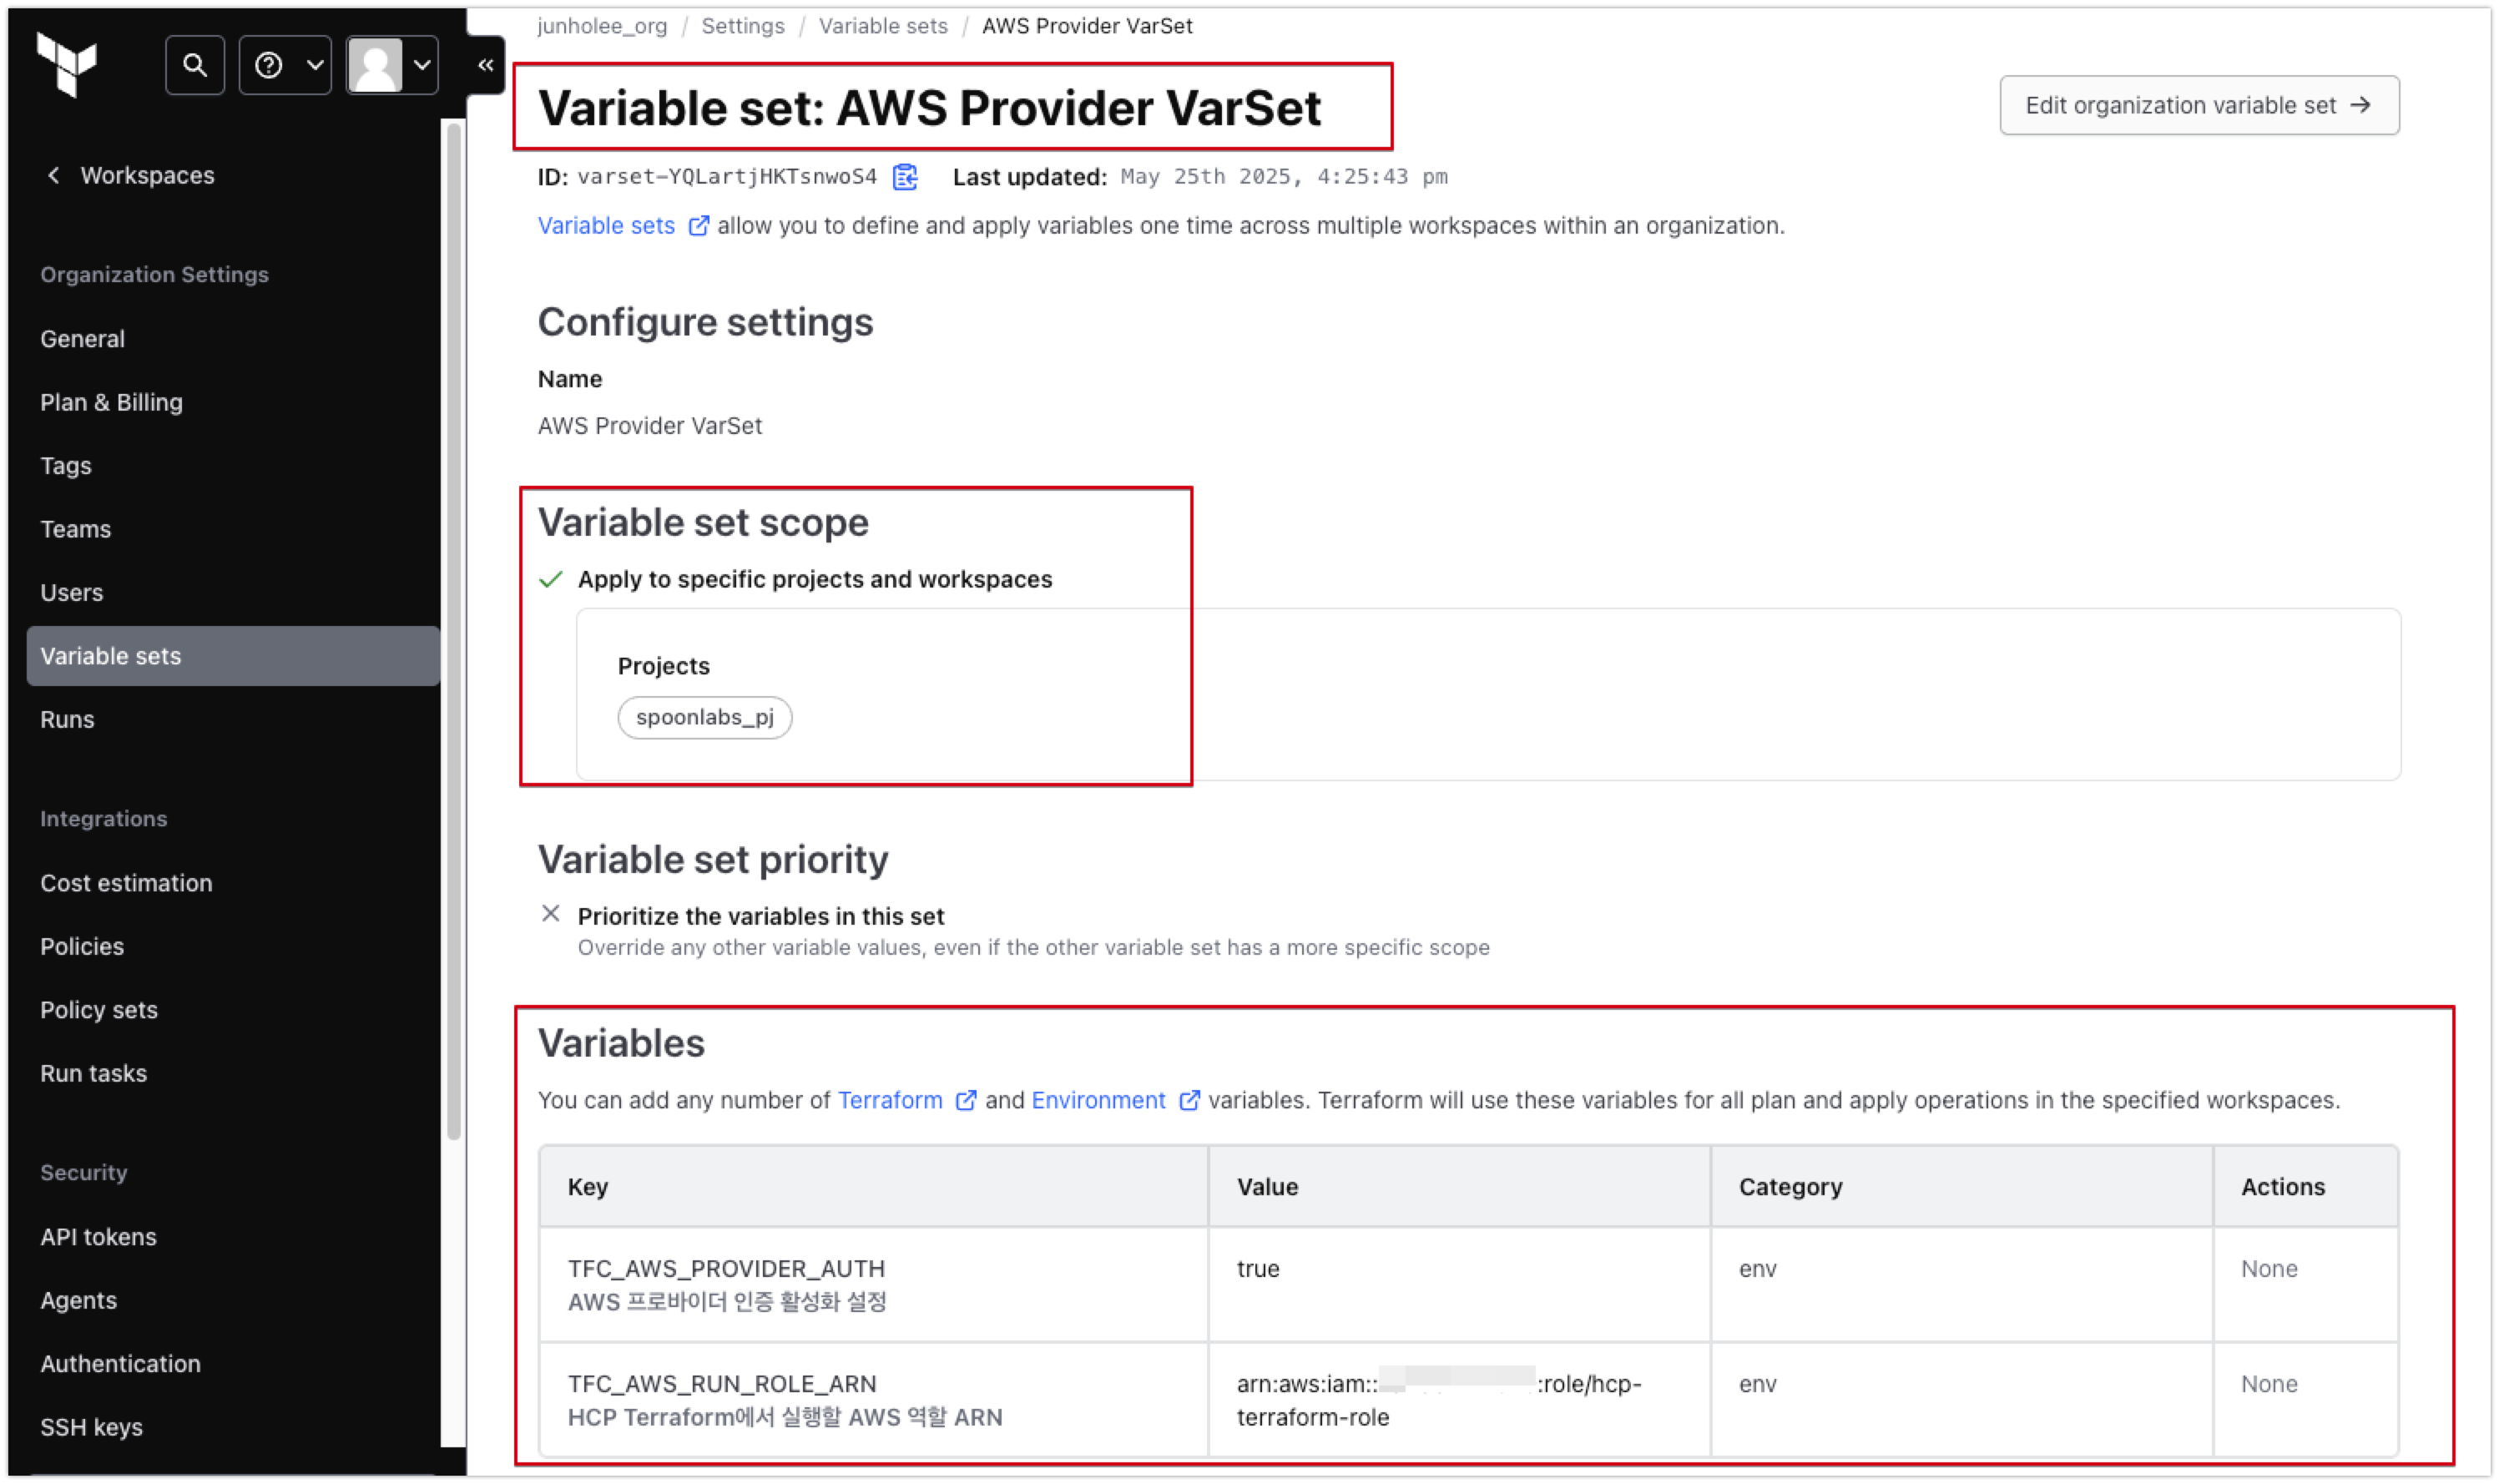 junholee_org / Settings / Variable sets / AWS Provider VarSet
Variable set: AWS Provider VarSet
Edit organization variable set →
ID: varset-YQLartjHKTsnwoS4 Last updated: May 25th 2025, 4:25:43 pm
Variable sets allow you to define and apply variables one time across multiple workspaces within an organization.
Workspaces
Organization Settings
General
Plan & Billing
Tags
Teams
Users
Variable sets
Runs
Integrations
Cost estimation
Policies
Policy sets
Run tasks
Security
API tokens
Agents
Authentication
SSH keys
Configure settings
Name
AWS Provider VarSet
Variable set scope
Apply to specific projects and workspaces
Projects
spoonlabs_pj
Variable set priority
Prioritize the variables in this set
Override any other variable values, even if the other variable set has a more specific scope
Variables
You can add any number of Terraform and Environment variables. Terraform will use these variables for all plan and apply operations in the specified workspaces.
Key Value Category Actions
TFC_AWS_PROVIDER_AUTH true env None
AWS 프로바이더 인증 활성화 설정
TFC_AWS_RUN_ROLE_ARN arn:aws:iam:: :role/hcp- env None
HCP Terraform에서 실행할 AWS 역할 ARN terraform-role